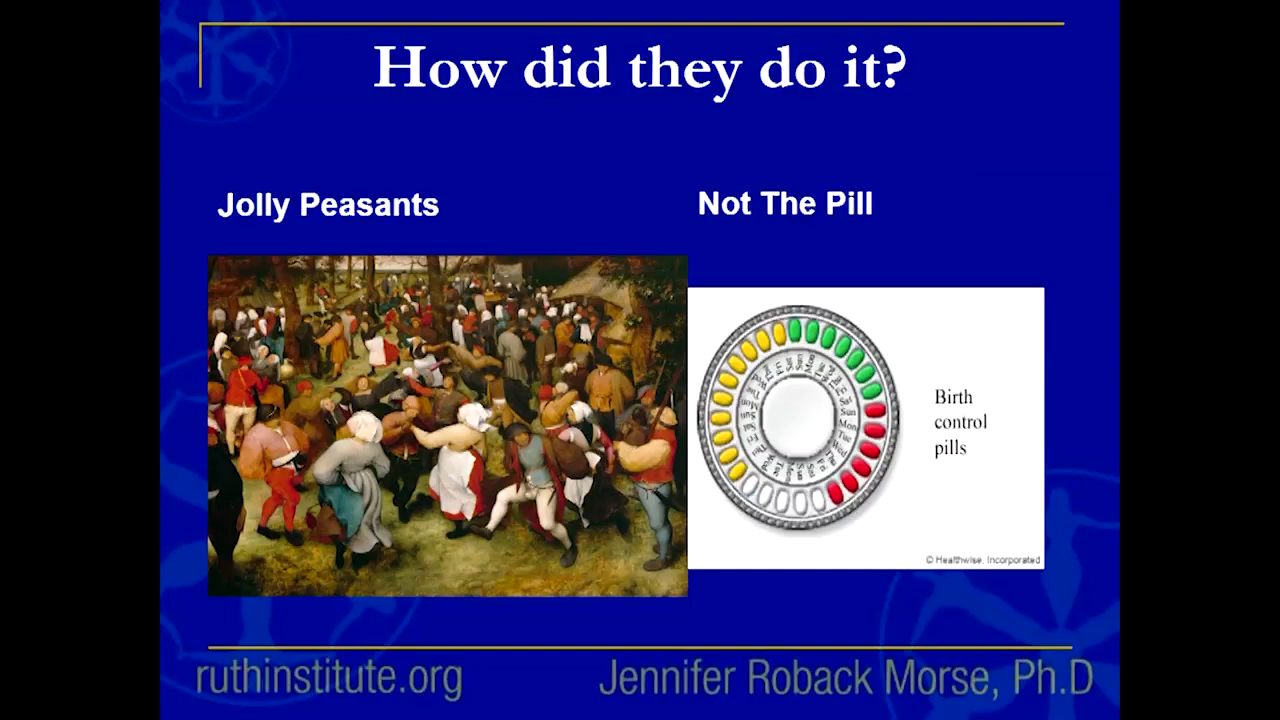 How did they do it?
Jolly Peasants
Not The Pill
Birth
control
pills
© Healthwise, Incorporated
ruthinstitute.org
Jennifer Roback Morse, Ph.D